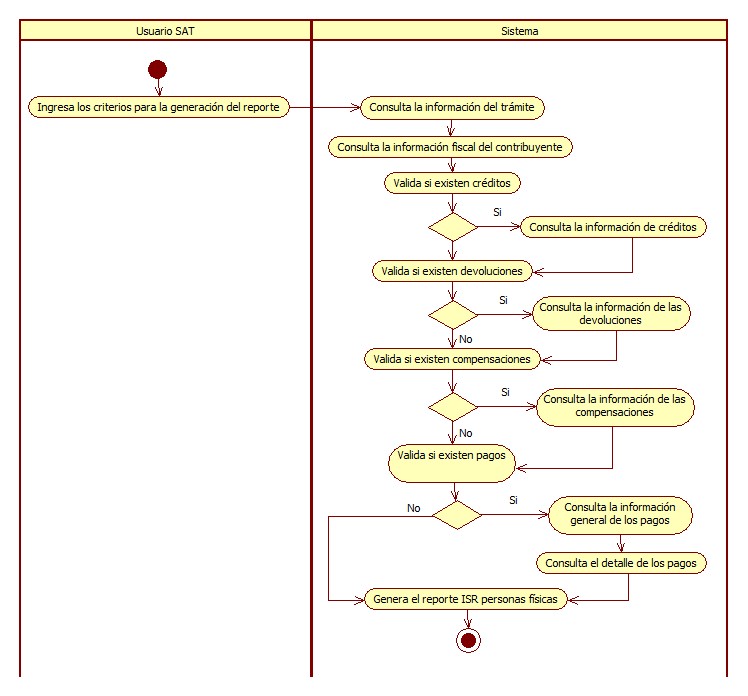 Usuario SAT
Sistema
Ingresa los criterios para la generación del reporte
Consulta la información del trámite
Consulta la información fiscal del contribuyente
Valida si existen créditos
Si
Consulta la información de créditos
Valida si existen devoluciones
Si
Consulta la información de las
devoluciones
No
Valida si existen compensaciones
Si
Consulta la información de las
compensaciones
No
Valida si existen pagos
No
Si
Consulta la información
general de los pagos
Consulta el detalle de los pagos
Genera el reporte ISR personas físicas